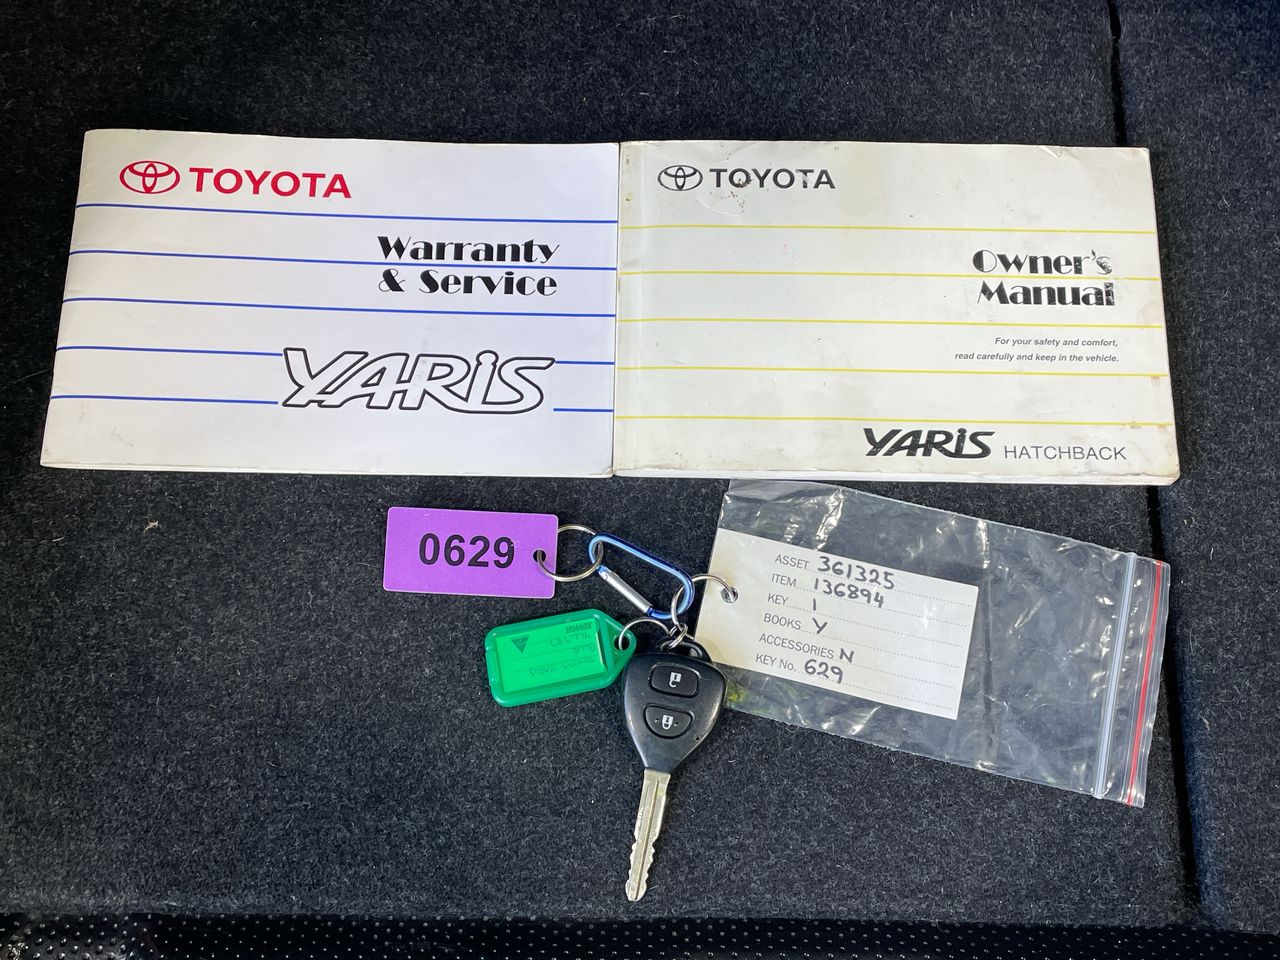 TOYOTA
Warranty
& Service
YARiS
TOYOTA
Owner's
Manual
For your safety and comfort,
read carefully and keep in the vehicle.
YARiS HATCHBACK
0629
ASSET 361325
ITEM 136894
KEY 1
BOOKS Y
ACCESSORIES N
KEY No. 629